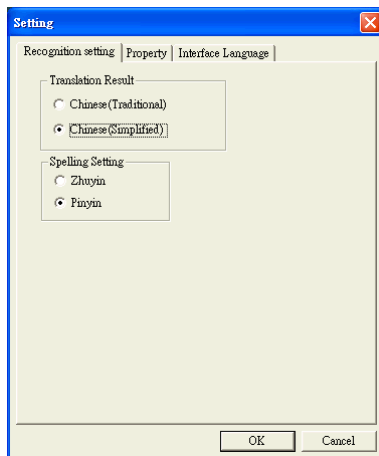 Setting
Recognition setting Property Interface Language
Translation Result
Chinese(Traditional)
Chinese(Simplified)
Spelling Setting
Zhuyin
Pinyin
OK Cancel